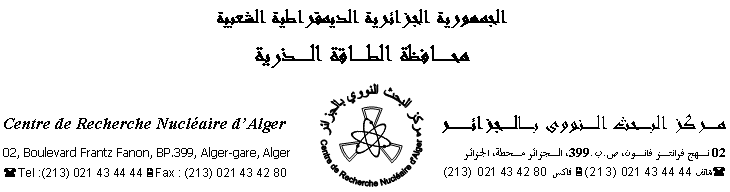 الجمهورية الجزائرية الديمقراطية الشعبية
محافظة الطاقة الذرية
Centre de Recherche Nucléaire d'Alger
02, Boulevard Frantz Fanon, BP.399, Alger-gare, Alger
☎ Tel :(213) 021 43 44 44 Fax : (213) 021 43 42 80
مركز البحث النووي بالجزائر
Centre de Recherche Nucléaire d'Alger
مركز البحث النووي بالجزائر
02 نهج فرانتز فانون، ص.ب.399، الجزائر محطة، الجزائر
☎ هاتف 44 44 43 021 (213) فاكس 80 42 43 021 (213)